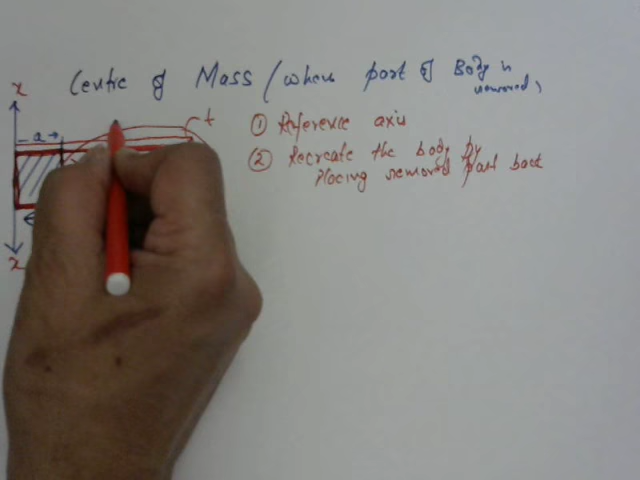 Centre of Mass (when part of Body is
removed)
x
a
t
① Reference axis
② Recreate the body by
placing removed part back
x